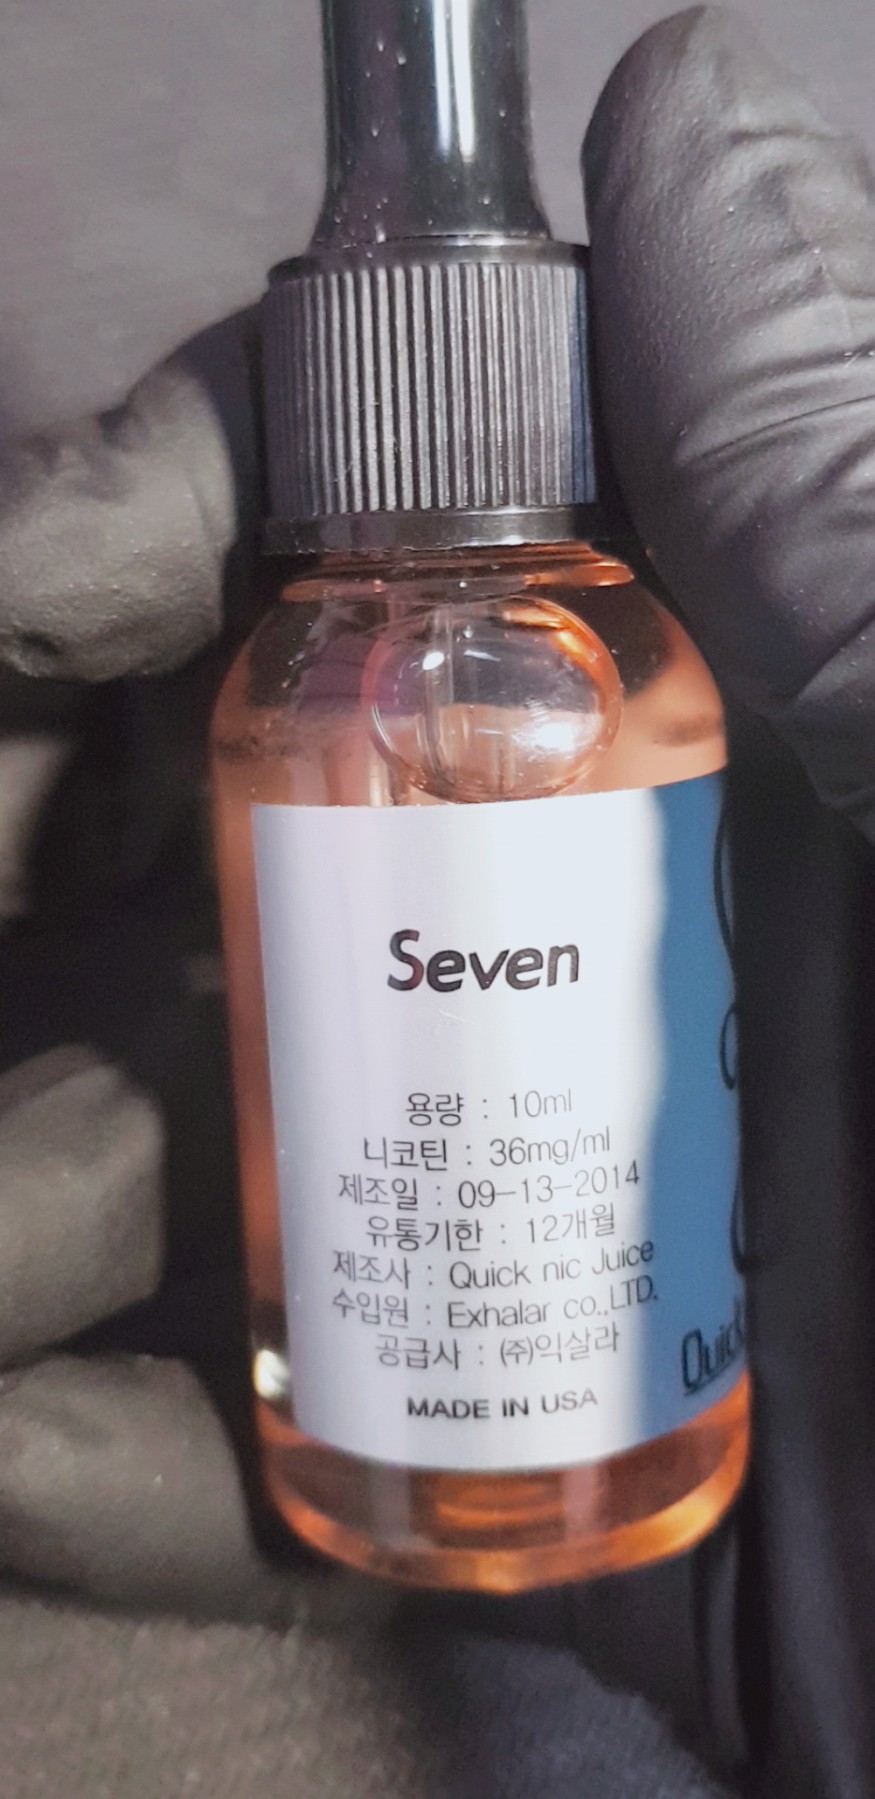 Seven
용량 : 10ml
니코틴 : 36mg/ml
제조일 : 09-13-2014
유통기한 : 12개월
제조사 : Quick nic Juice
수입원 : Exhalar co.,LTD.
공급사 : ㈜익살라
MADE IN USA
Quick